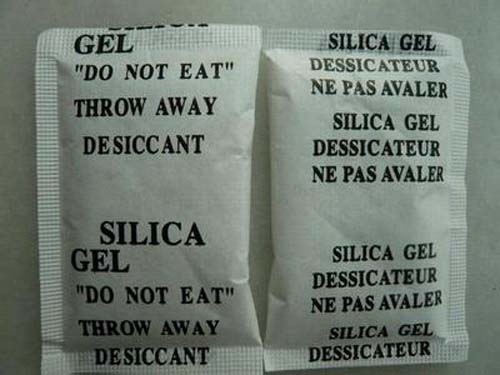 SILICA
GEL
"DO NOT EAT"
THROW AWAY
DESICCANT
SILICA
GEL
"DO NOT EAT"
THROW AWAY
DESICCANT
SILICA GEL
DESSICATEUR
NE PAS AVALER
SILICA GEL
DESSICATEUR
NE PAS AVALER
SILICA GEL
DESSICATEUR
NE PAS AVALER
SILICA GEL
DESSICATEUR